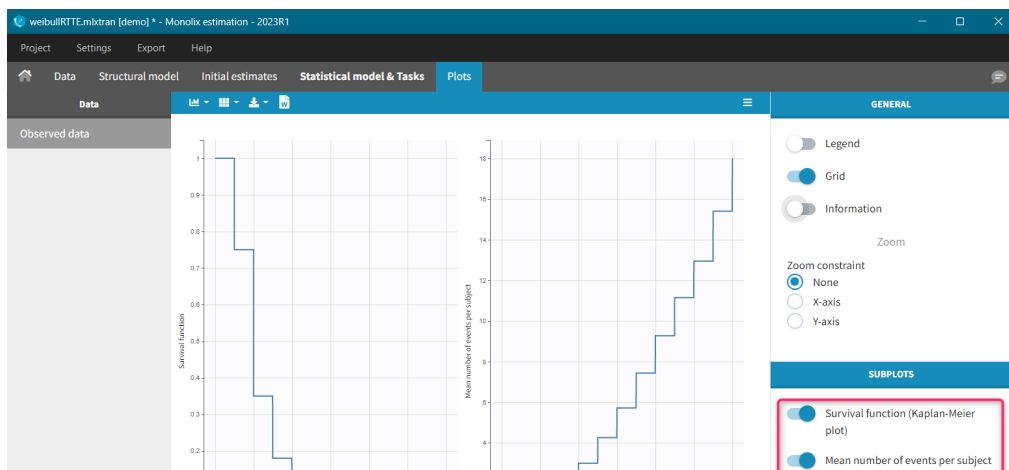 weibullRTTE.mlxtran [demo] * - Monolix estimation - 2023R1
Project Settings Export Help
Data Structural model Initial estimates Statistical model & Tasks Plots
Data
Observed data
W
1
0.9
0.8
0.7
0.6
0.5
0.4
0.3
0.2
Survival function
18
16
14
12
10
8
6
4
Mean number of events per subject
GENERAL
Legend
Grid
Information
Zoom
Zoom constraint
None
X-axis
Y-axis
SUBPLOTS
Survival function (Kaplan-Meier
plot)
Mean number of events per subject